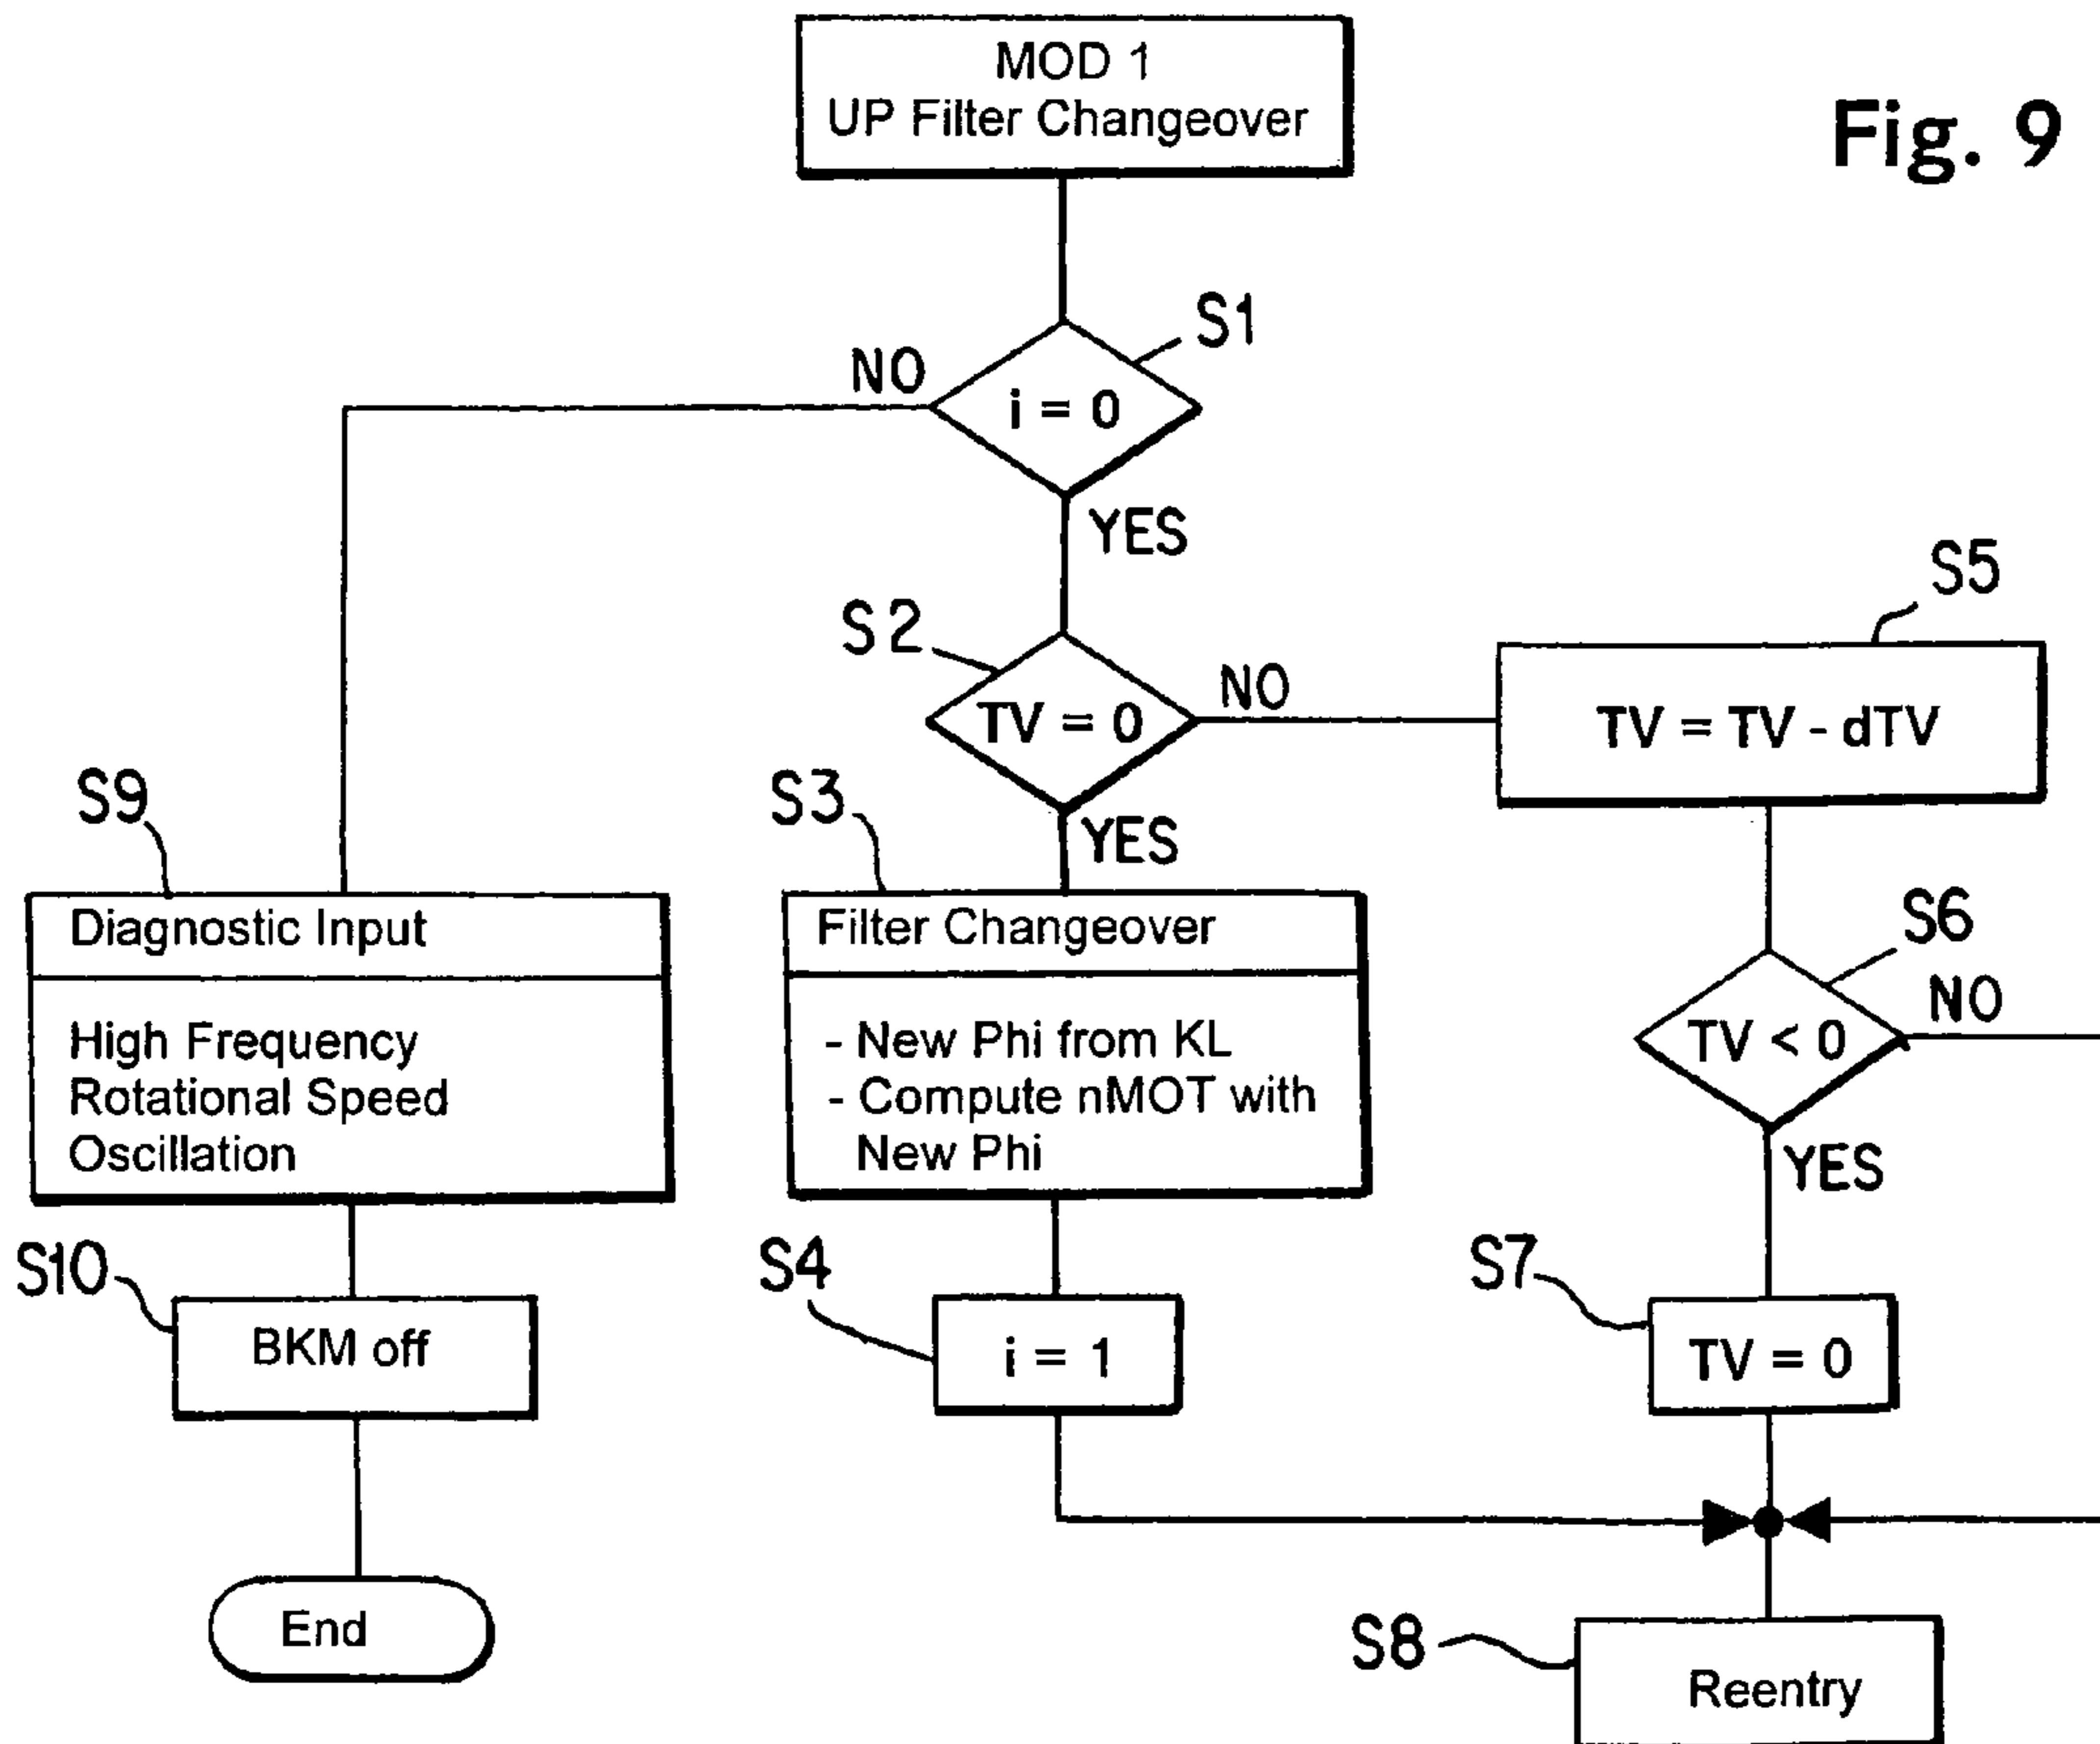 MOD 1
UP Filter Changeover
Fig. 9
S1
NO
i = 0
YES
S5
S2
NO
TV = 0
TV = TV - dTV
S9
S3
YES
S6
Diagnostic Input
Filter Changeover
NO
High Frequency
Rotational Speed
Oscillation
- New Phi from KL
- Compute nMOT with
New Phi
TV < 0
YES
S10
S4
S7
BKM off
i = 1
TV = 0
End
S8
Reentry